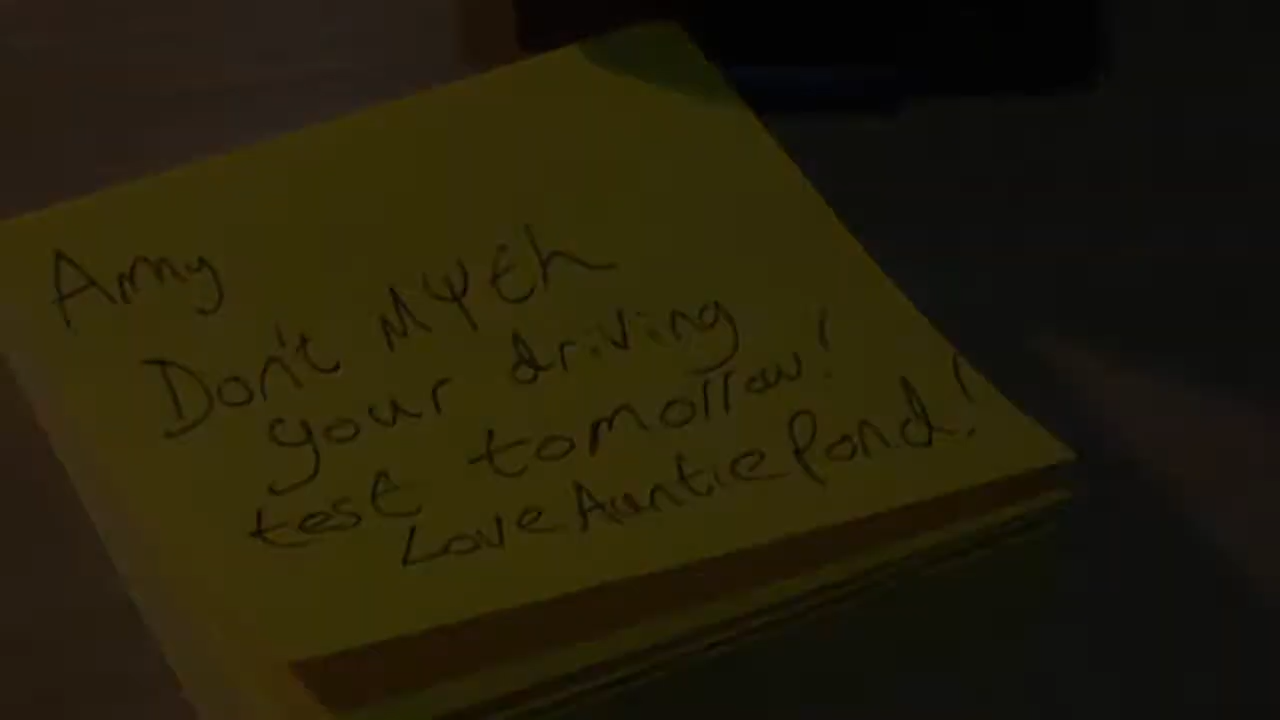 Amy
Don't MYth
your driving
test tomorrow!
Love Auntie Pond!